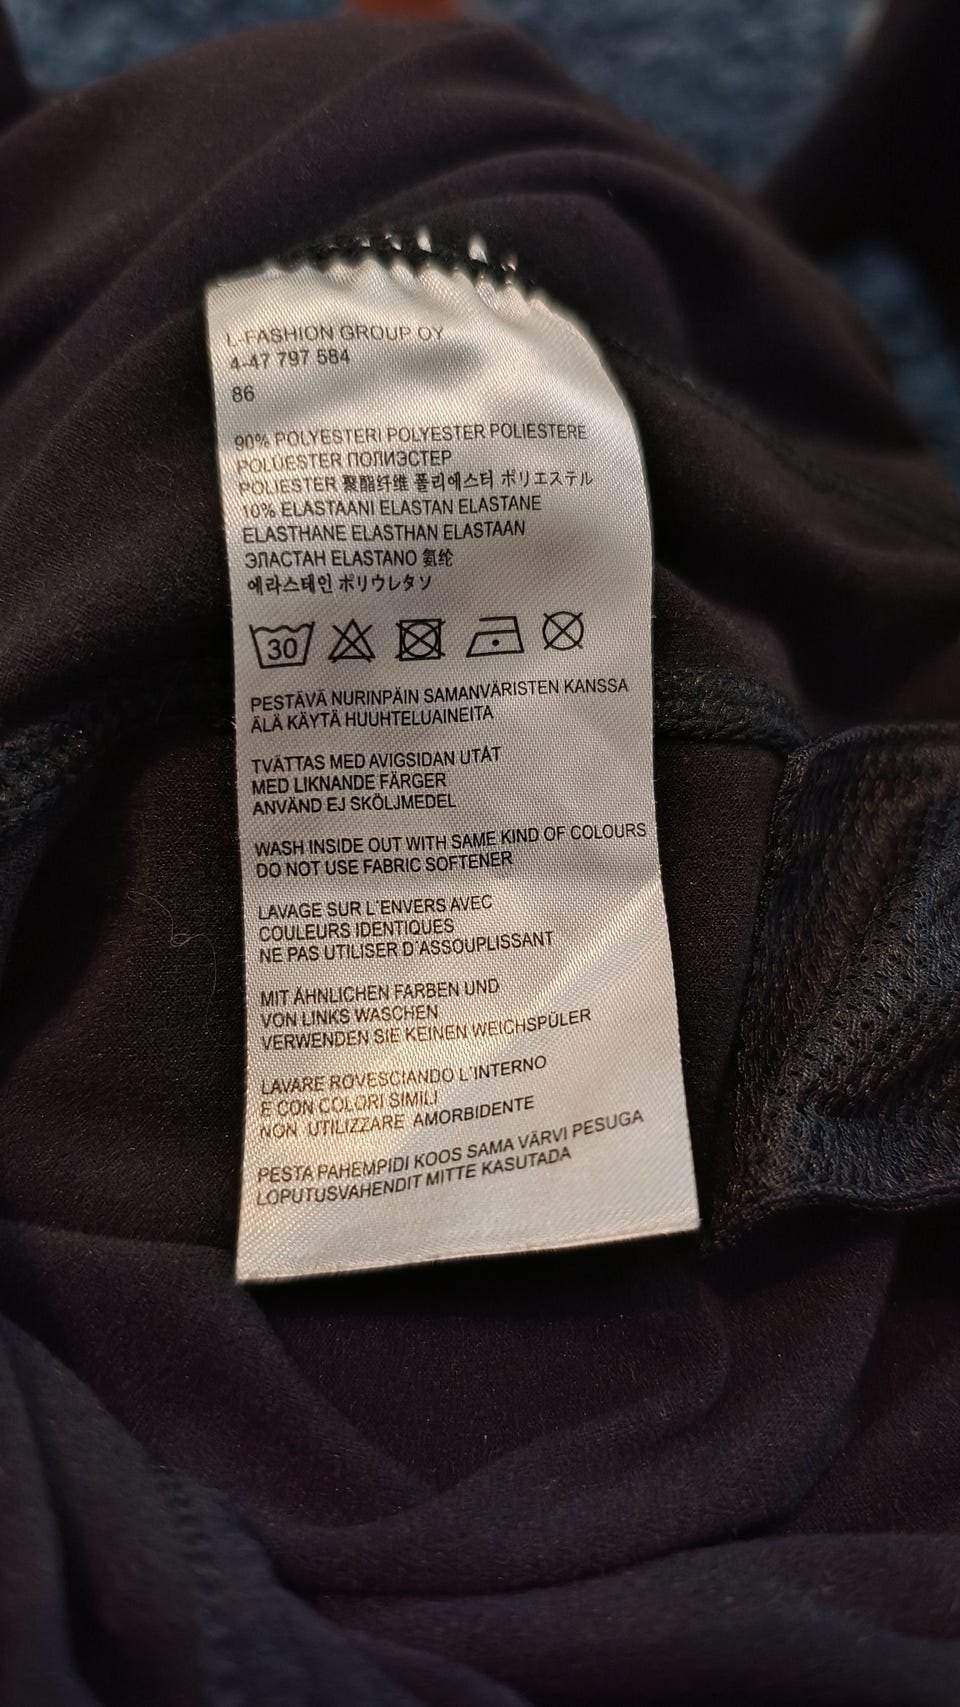 L-FASHION GROUP OY
4-47 797 584
86
90% POLYESTERI POLYESTER POLIESTERE
POLÜESTER ПОЛИЭСТЕР
POLIESTER 聚酯纤维 폴리에스터 ポリエステル
10% ELASTAANI ELASTAN ELASTANE
ELASTHANE ELASTHAN ELASTAAN
ЭЛАСТАН ELASTANO 氨纶
에라스테인 ポリウレタソ
30
PESTÄVÄ NURINPÄIN SAMANVÄRISTEN KANSSA
ÄLÄ KÄYTÄ HUUHTELUAINEITA
TVÄTTAS MED AVIGSIDAN UTÅT
MED LIKNANDE FÄRGER
ANVÄND EJ SKÖLJMEDEL
WASH INSIDE OUT WITH SAME KIND OF COLOURS
DO NOT USE FABRIC SOFTENER
LAVAGE SUR L'ENVERS AVEC
COULEURS IDENTIQUES
NE PAS UTILISER D'ASSOUPLISSANT
MIT ÄHNLICHEN FARBEN UND
VON LINKS WASCHEN
VERWENDEN SIE KEINEN WEICHSPÜLER
LAVARE ROVESCIANDO L'INTERNO
E CON COLORI SIMILI
NON UTILIZZARE AMORBIDENTE
PESTA PAHEMPIDI KOOS SAMA VÄRVI PESUGA
LOPUTUSVAHENDIT MITTE KASUTADA